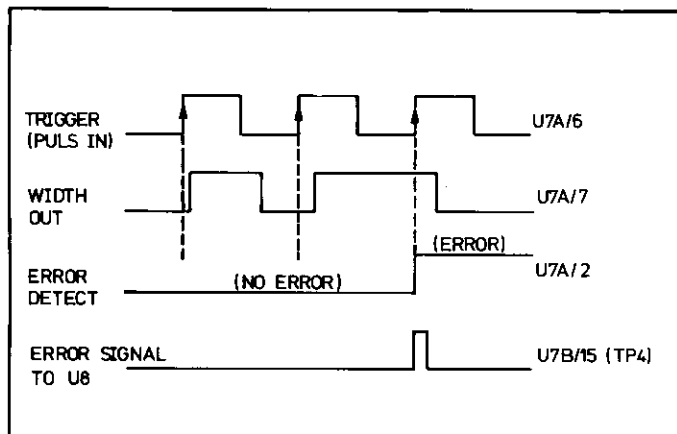 TRIGGER
(PULS IN)
U7A/6
WIDTH
OUT
U7A/7
(ERROR)
U7A/2
ERROR
DETECT
(NO ERROR)
ERROR SIGNAL
TO U8
U7B/15 (TP4)